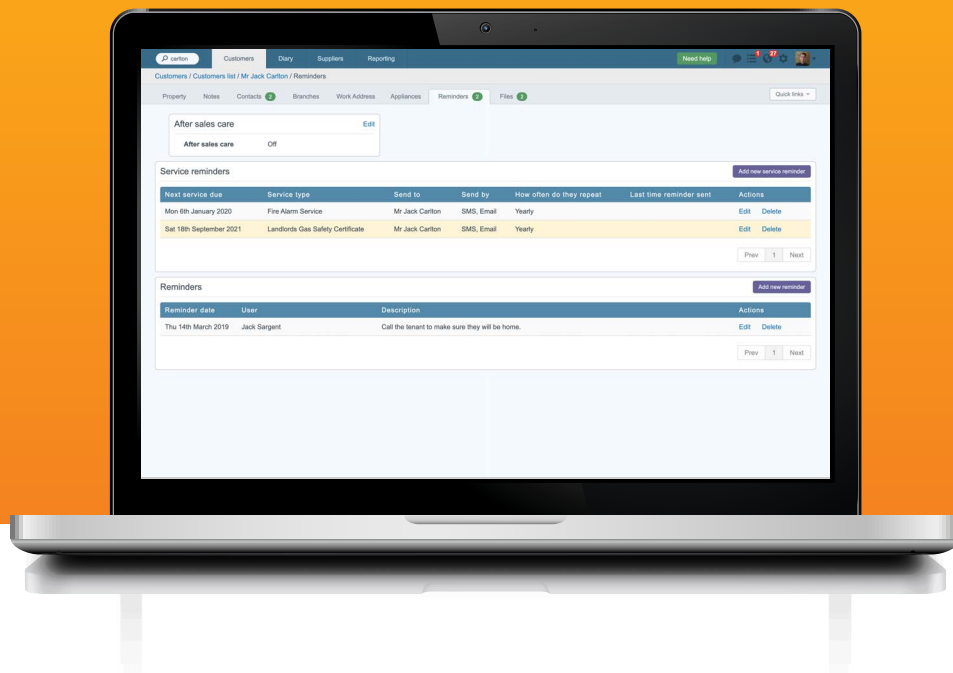 carlton Customers Diary Suppliers Reporting Need help 1 27
Customers / Customers list / Mr Jack Carlton / Reminders
Property Notes Contacts 2 Branches Work Address Appliances Reminders 2 Files 3 Quick links
After sales care Edit
After sales care Off
Service reminders Add new service reminder
Next service due Service type Send to Send by How often do they repeat Last time reminder sent Actions
Mon 6th January 2020 Fire Alarm Service Mr Jack Carlton SMS, Email Yearly Edit Delete
Sat 18th September 2021 Landlords Gas Safety Certificate Mr Jack Carlton SMS, Email Yearly Edit Delete
Prev 1 Next
Reminders Add new reminder
Reminder date User Description Actions
Thu 14th March 2019 Jack Sargent Call the tenant to make sure they will be home. Edit Delete
Prev 1 Next